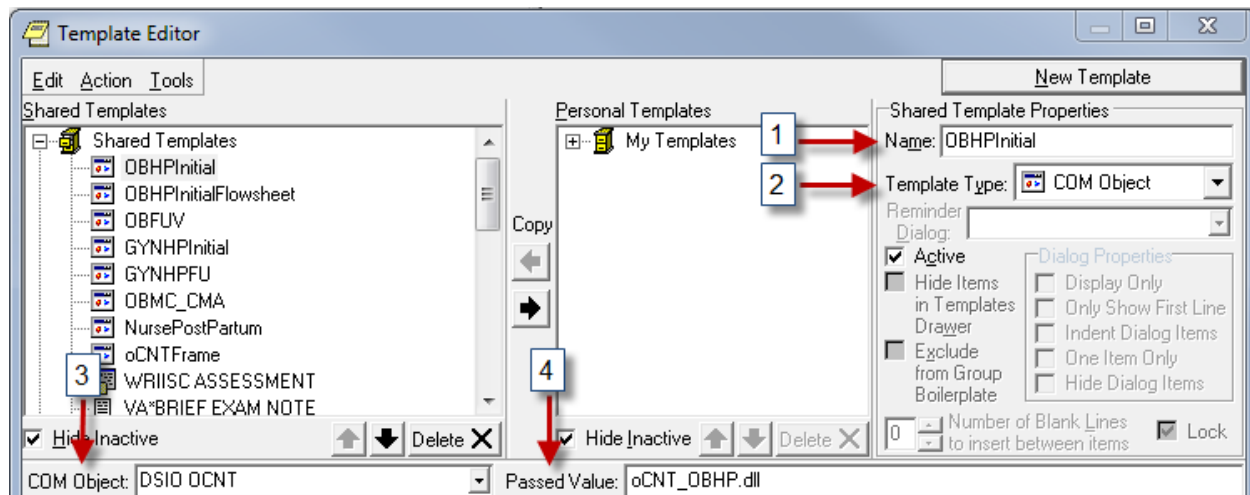 Template Editor
Edit Action Tools
New Template
Shared Templates
Shared Templates
OBHPInitial
OBHPInitialFlowsheet
OBFUV
GYNHPInitial
GYNHPFU
OBMC_CMA
NursePostPartum
oCNTFrame
WRIISC ASSESSMENT
VA*BRIEF EXAM NOTE
3
Hide Inactive
Delete
Copy
Personal Templates
My Templates
1
2
4
Hide Inactive
Delete
Shared Template Properties
Name: OBHPInitial
Template Type: COM Object
Reminder
Dialog:
Active
Hide Items
in Templates
Drawer
Exclude
from Group
Boilerplate
Dialog Properties
Display Only
Only Show First Line
Indent Dialog Items
One Item Only
Hide Dialog Items
0 Number of Blank Lines
to insert between items
Lock
COM Object: DSIO OCNT
Passed Value: oCNT_OBHP.dll